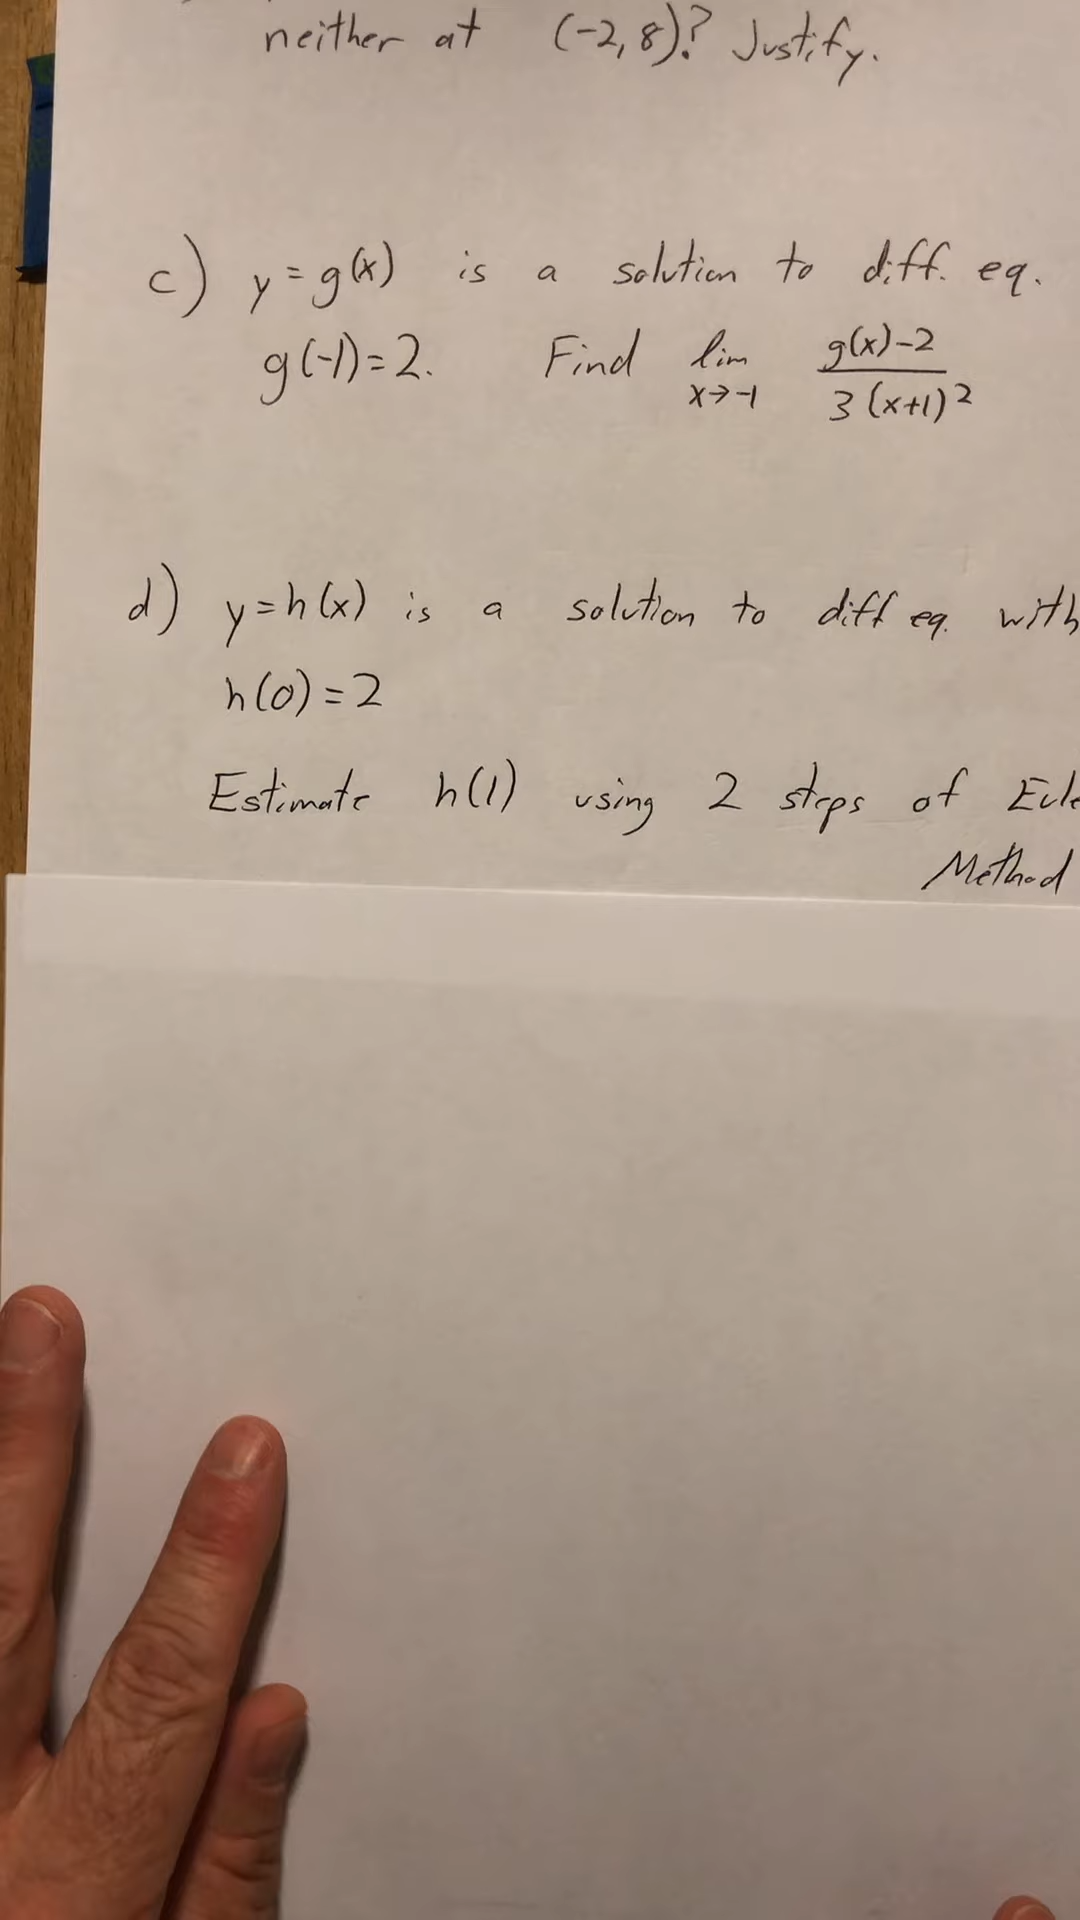 neither at (-2,8)? Justify.
c) y=g(x) is a solution to diff. eq.
g(-1)=2. Find lim x→-1 g(x)-2 / 3(x+1)²
d) y=h(x) is a solution to diff eq. with
h(0)=2
Estimate h(1) using 2 steps of
Method